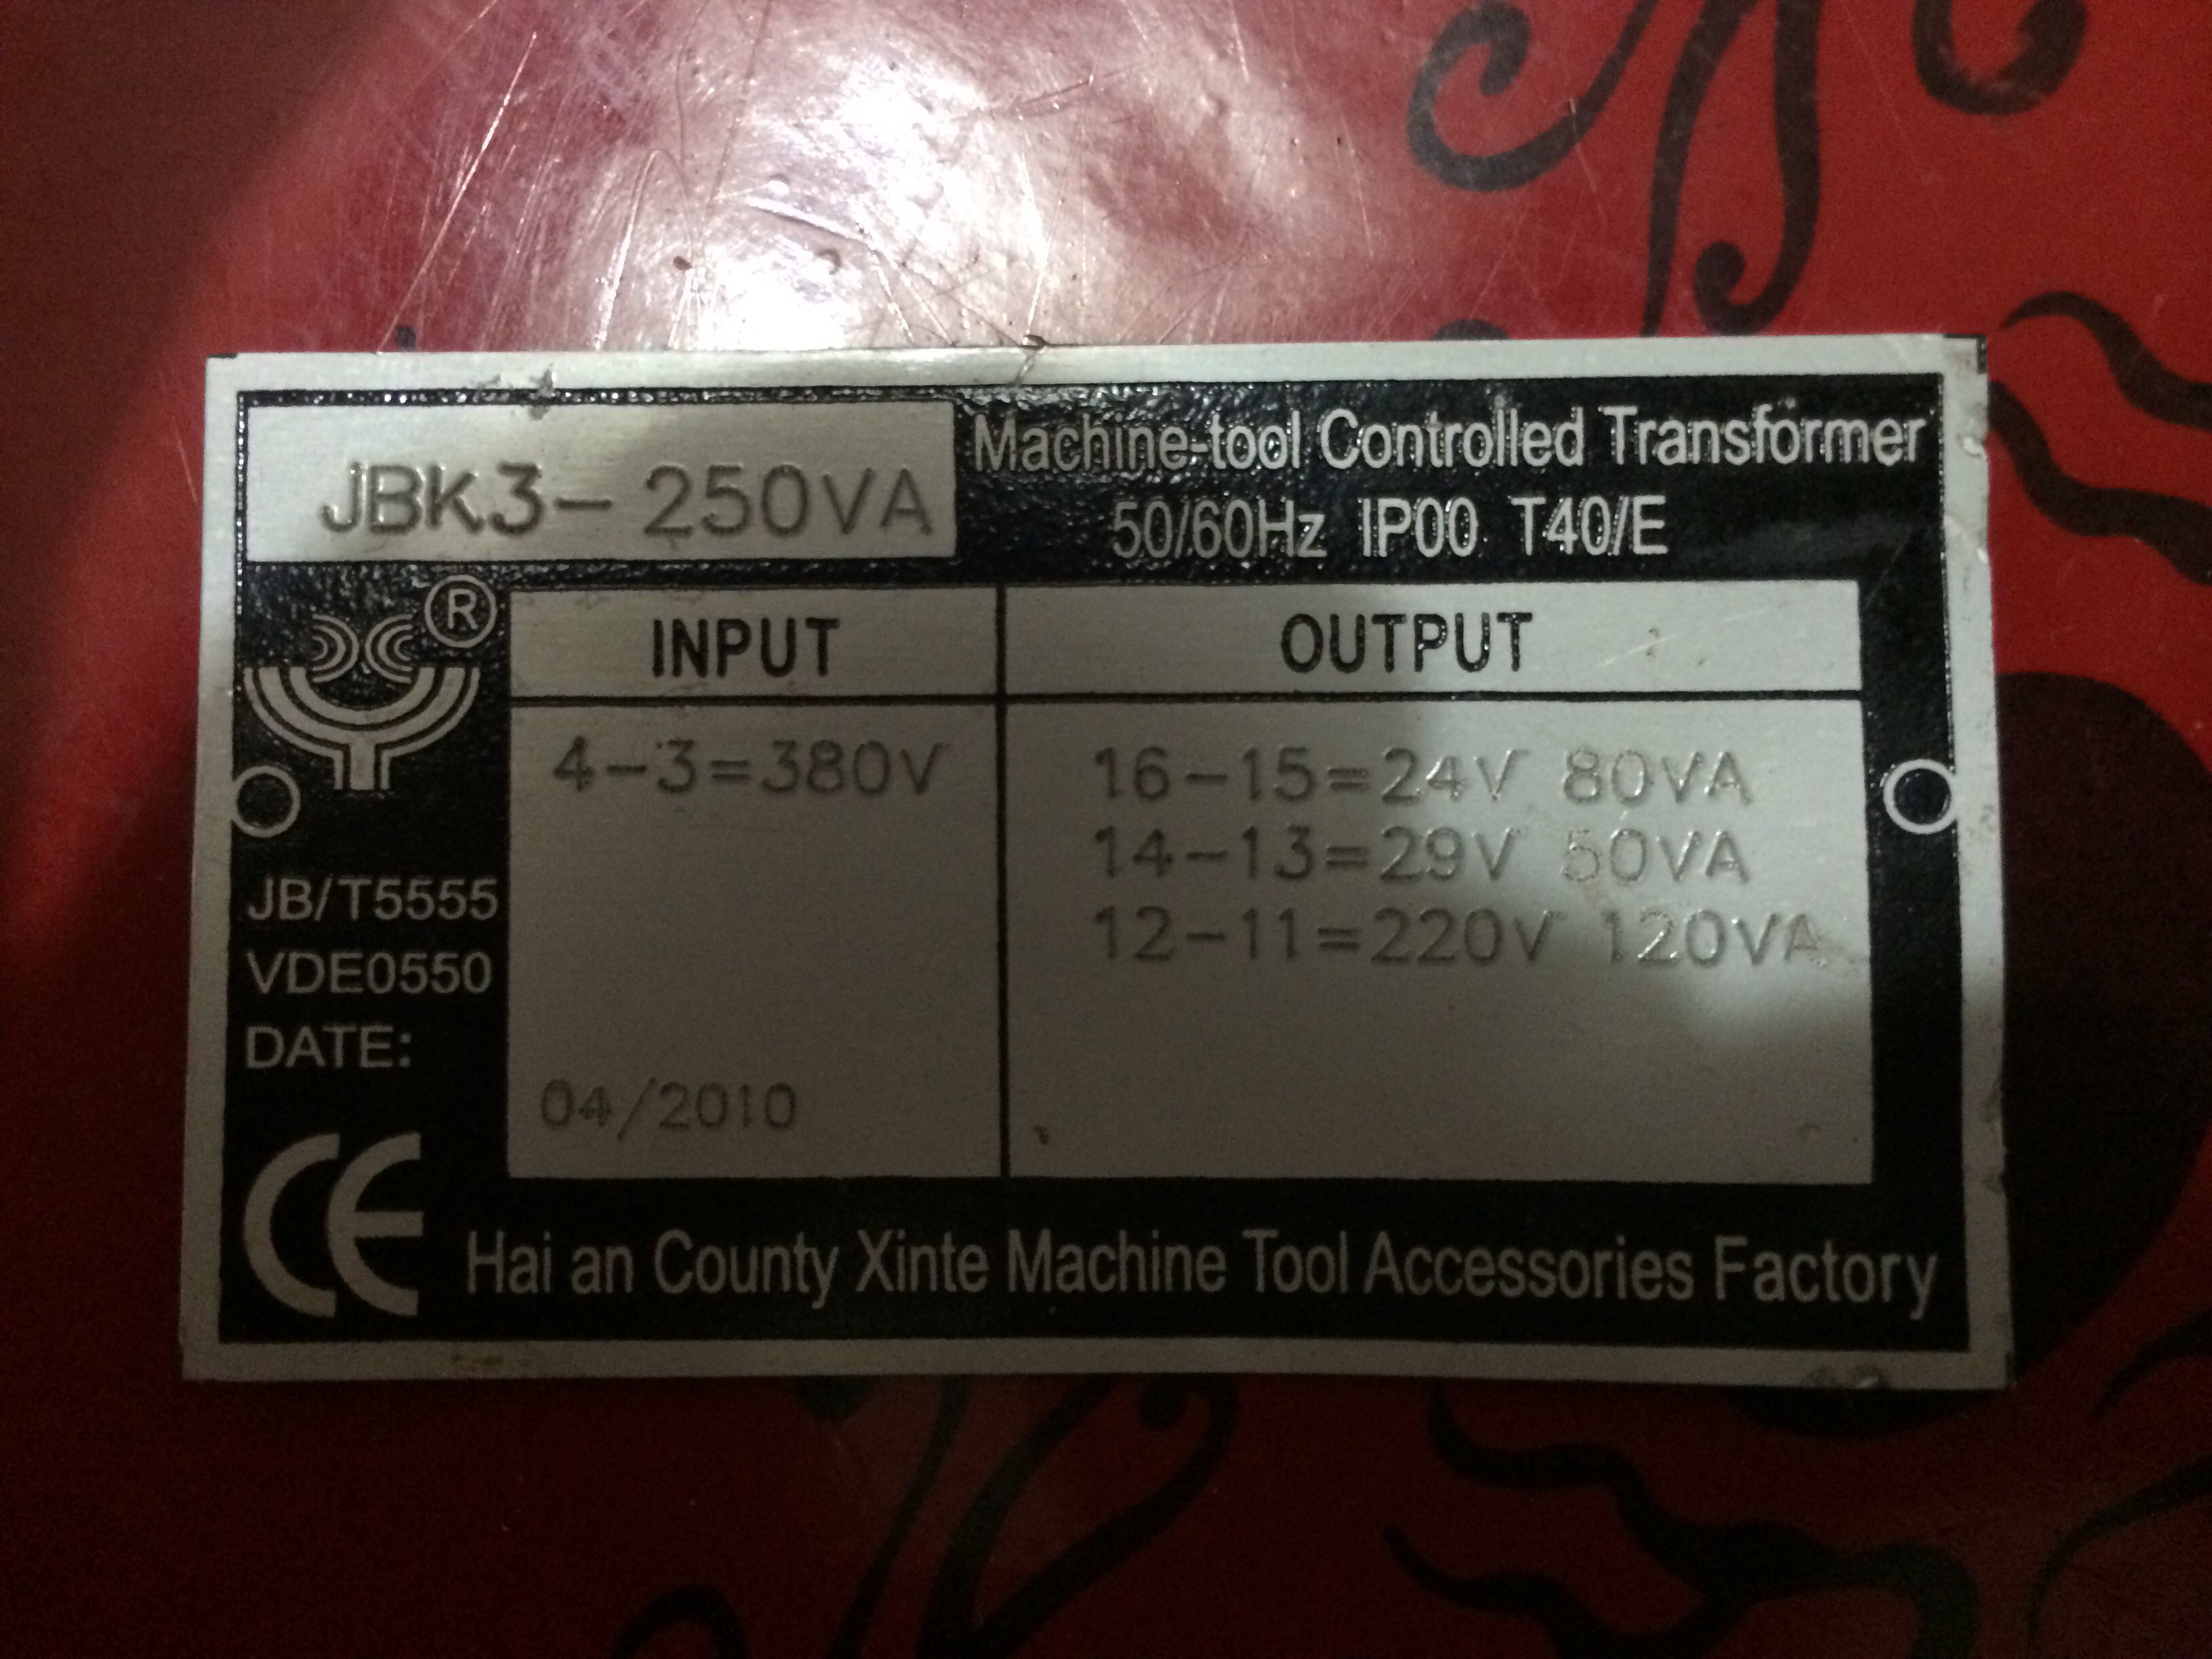 JBK3-250VA
Machine-tool Controlled Transformer
50/60Hz IP00 T40/E
®
INPUT
OUTPUT
4-3=380V
16-15=24V 80VA
14-13=29V 50VA
12-11=220V 120VA
JB/T5555
VDE0550
DATE:
04/2010
CE
Hai an County Xinte Machine Tool Accessories Factory